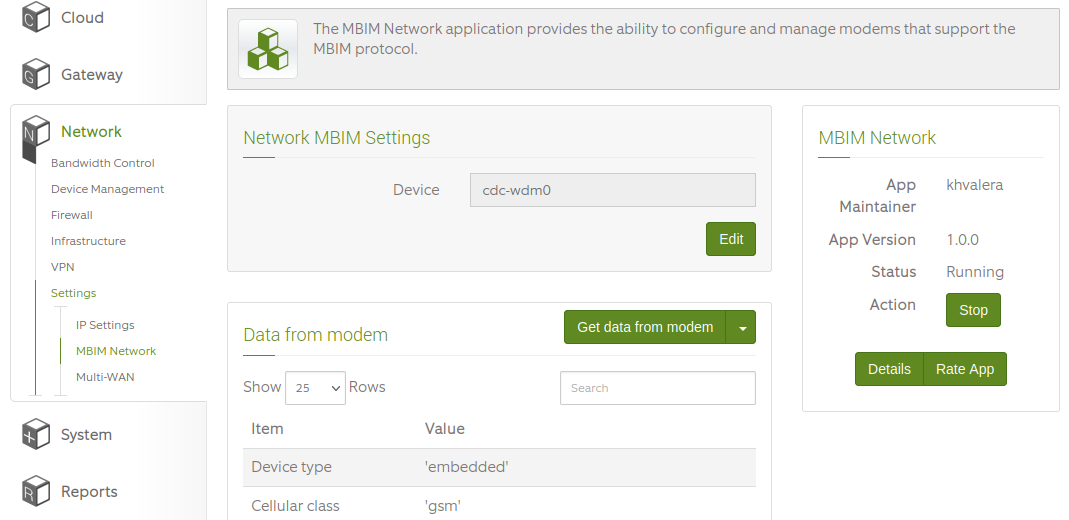 Cloud
Gateway
Network
Bandwidth Control
Device Management
Firewall
Infrastructure
VPN
Settings
IP Settings
MBIM Network
Multi-WAN
System
Reports
The MBIM Network application provides the ability to configure and manage modems that support the
MBIM protocol.
Network MBIM Settings
Device cdc-wdm0
Edit
Data from modem
Get data from modem
Show 25 Rows
Search
Item Value
Device type 'embedded'
Cellular class 'gsm'
MBIM Network
App khvalera
Maintainer
App Version 1.0.0
Status Running
Action Stop
Details Rate App